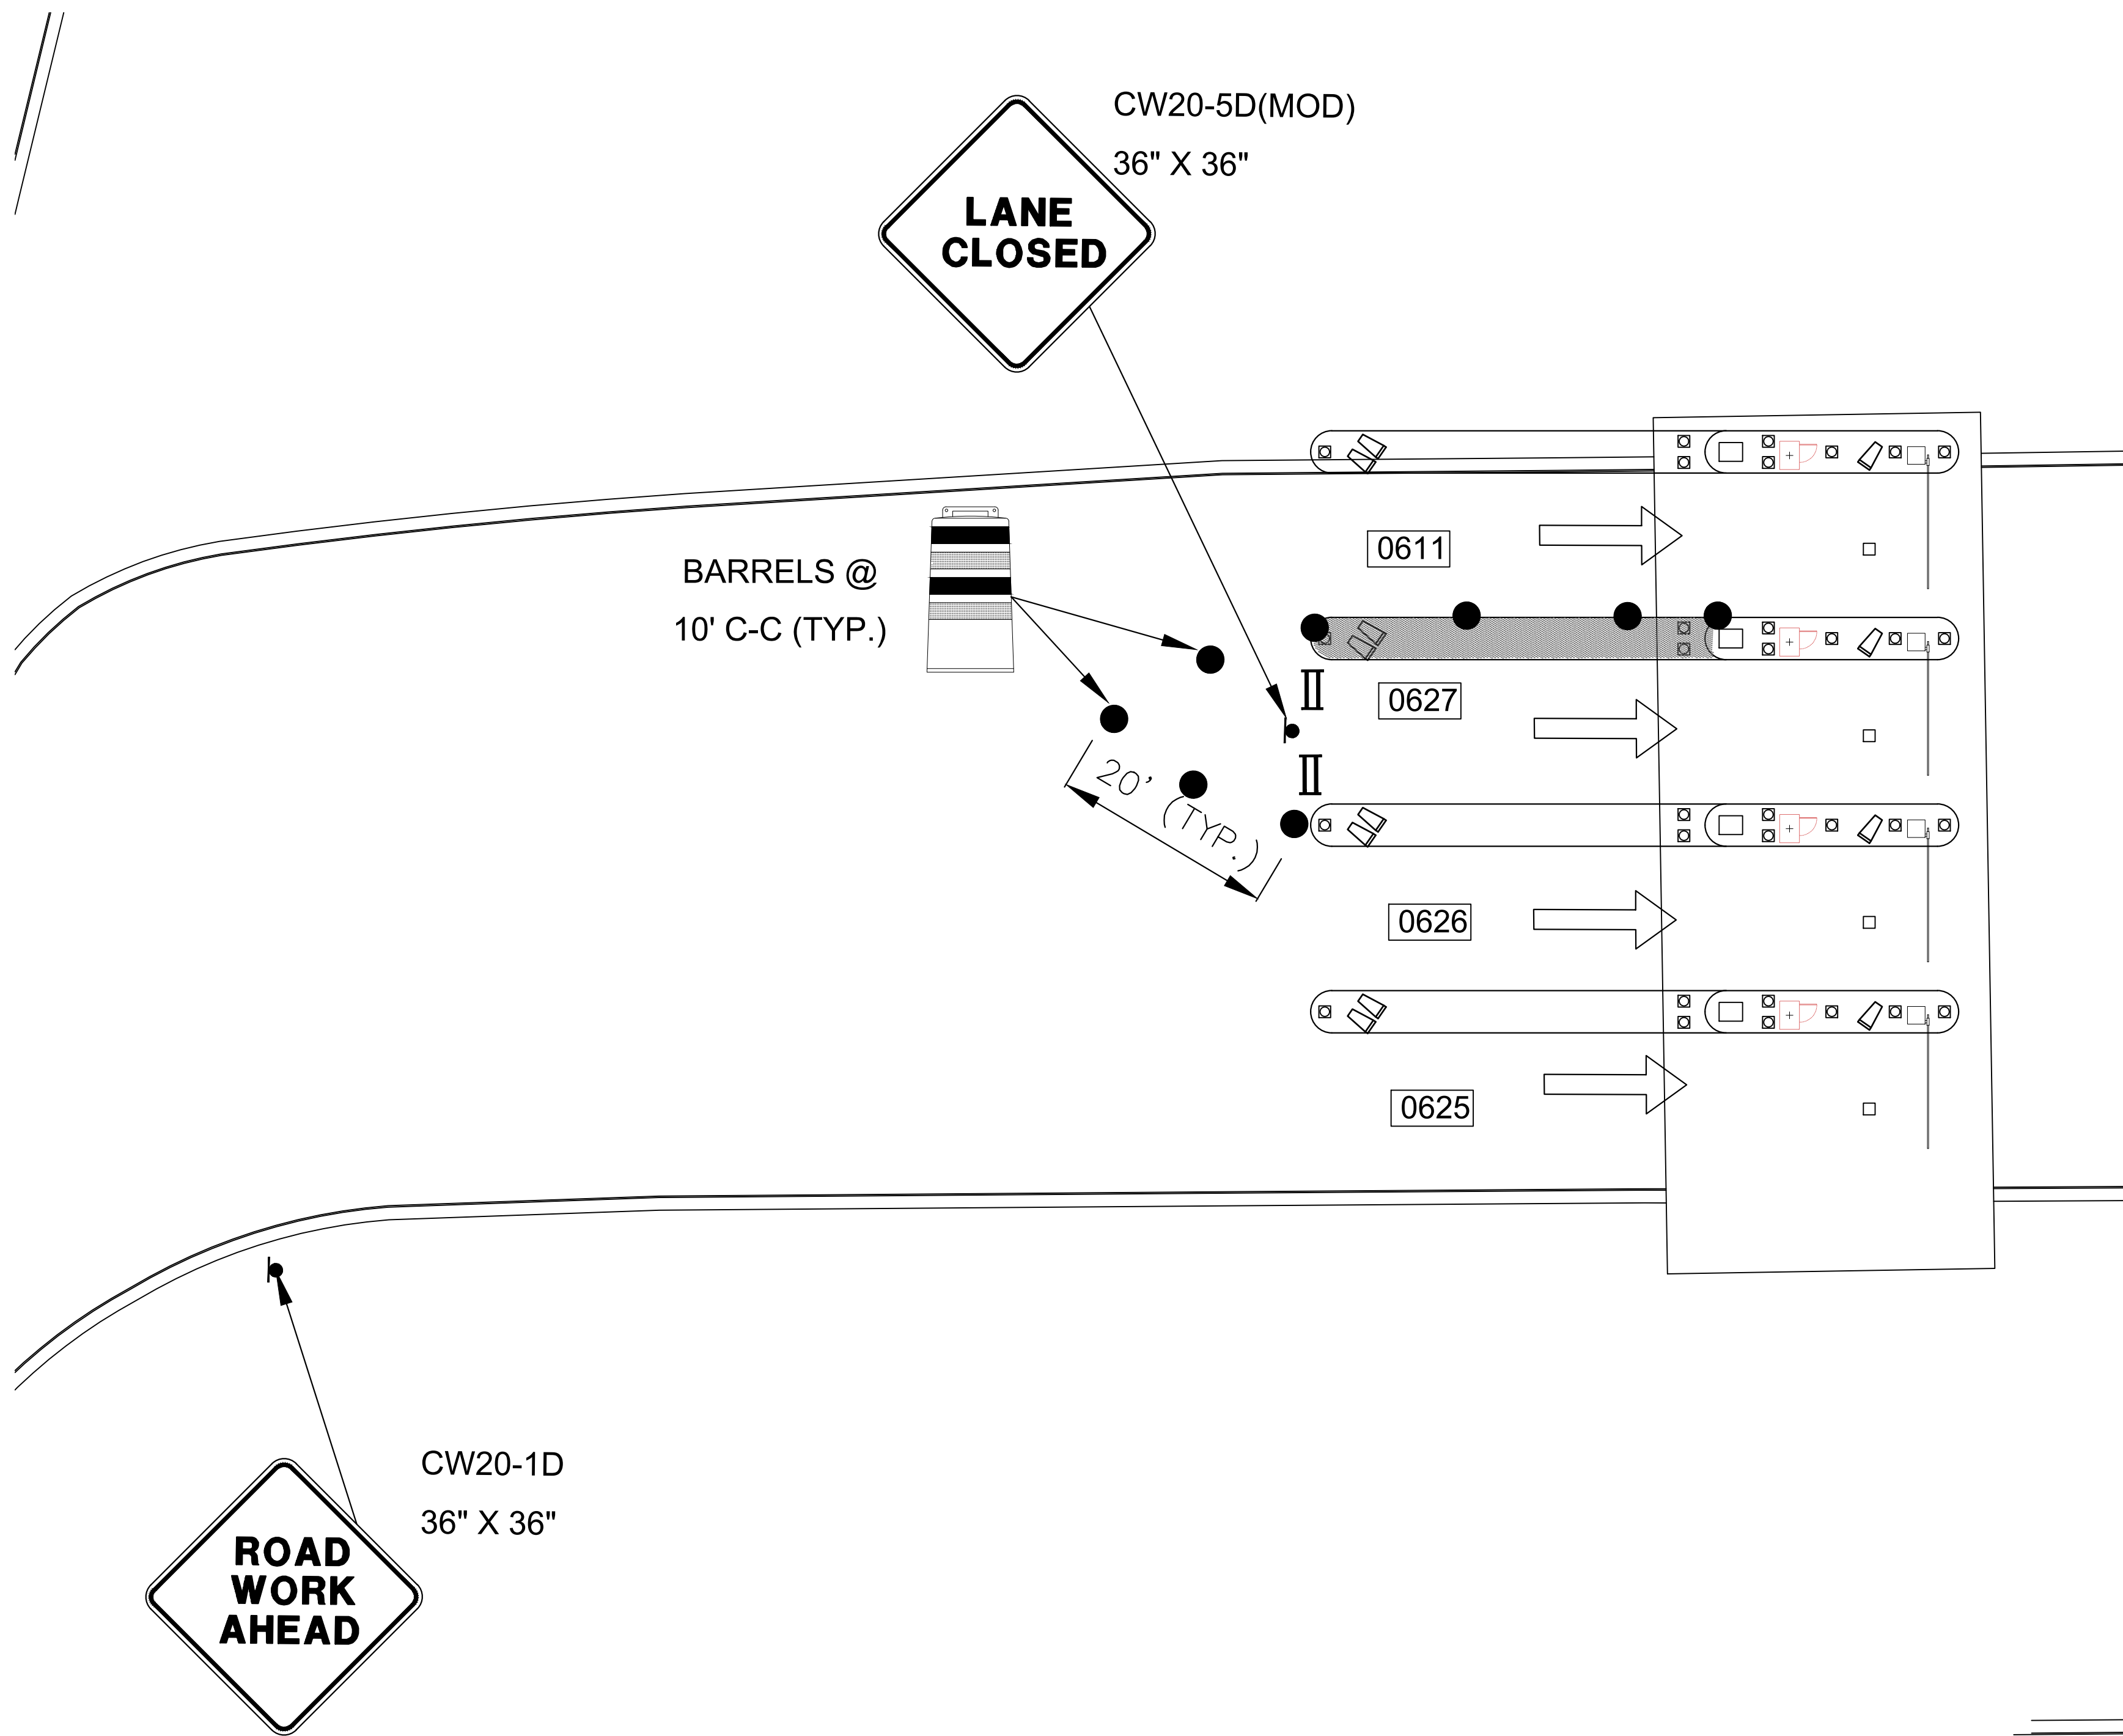 CW20-5D(MOD)
36" X 36"
LANE
CLOSED
BARRELS @
10' C-C (TYP.)
0611
0627
20' (TYP.)
0626
0625
CW20-1D
36" X 36"
ROAD
WORK
AHEAD